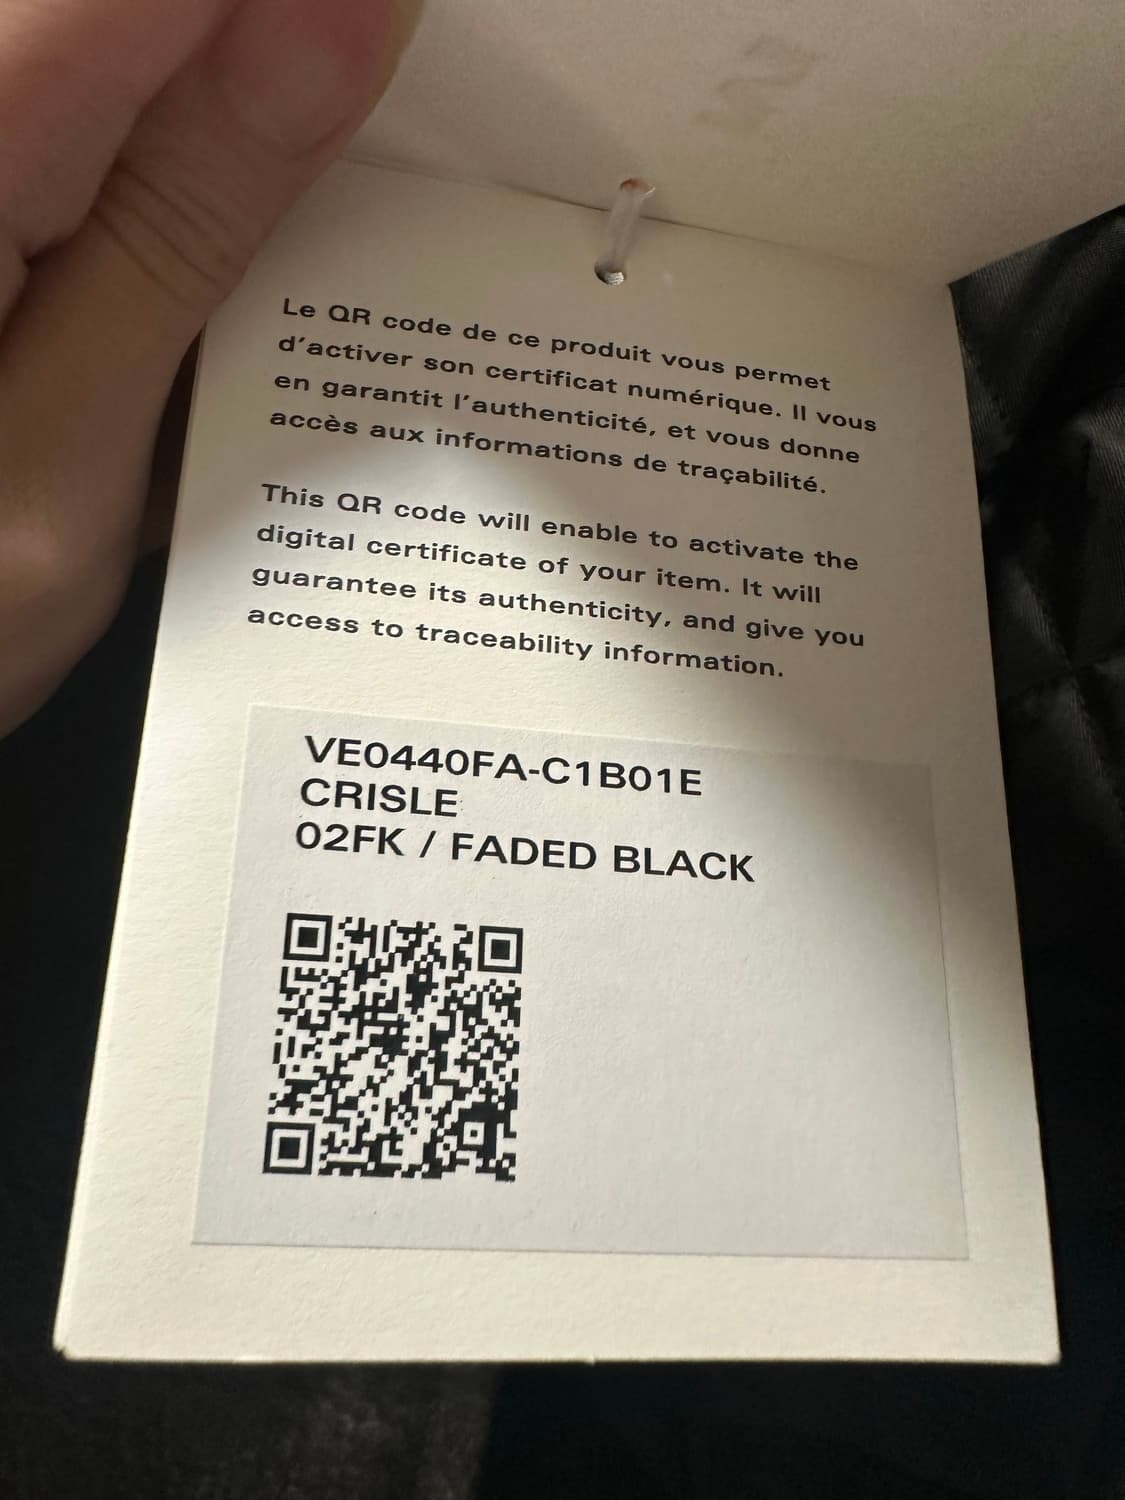 Le QR code de ce produit vous permet
d'activer son certificat numérique. Il vous
en garantit l'authenticité, et vous donne
accès aux informations de traçabilité.
This QR code will enable to activate the
digital certificate of your item. It will
guarantee its authenticity, and give you
access to traceability information.
VE0440FA-C1B01E
CRISLE
02FK / FADED BLACK